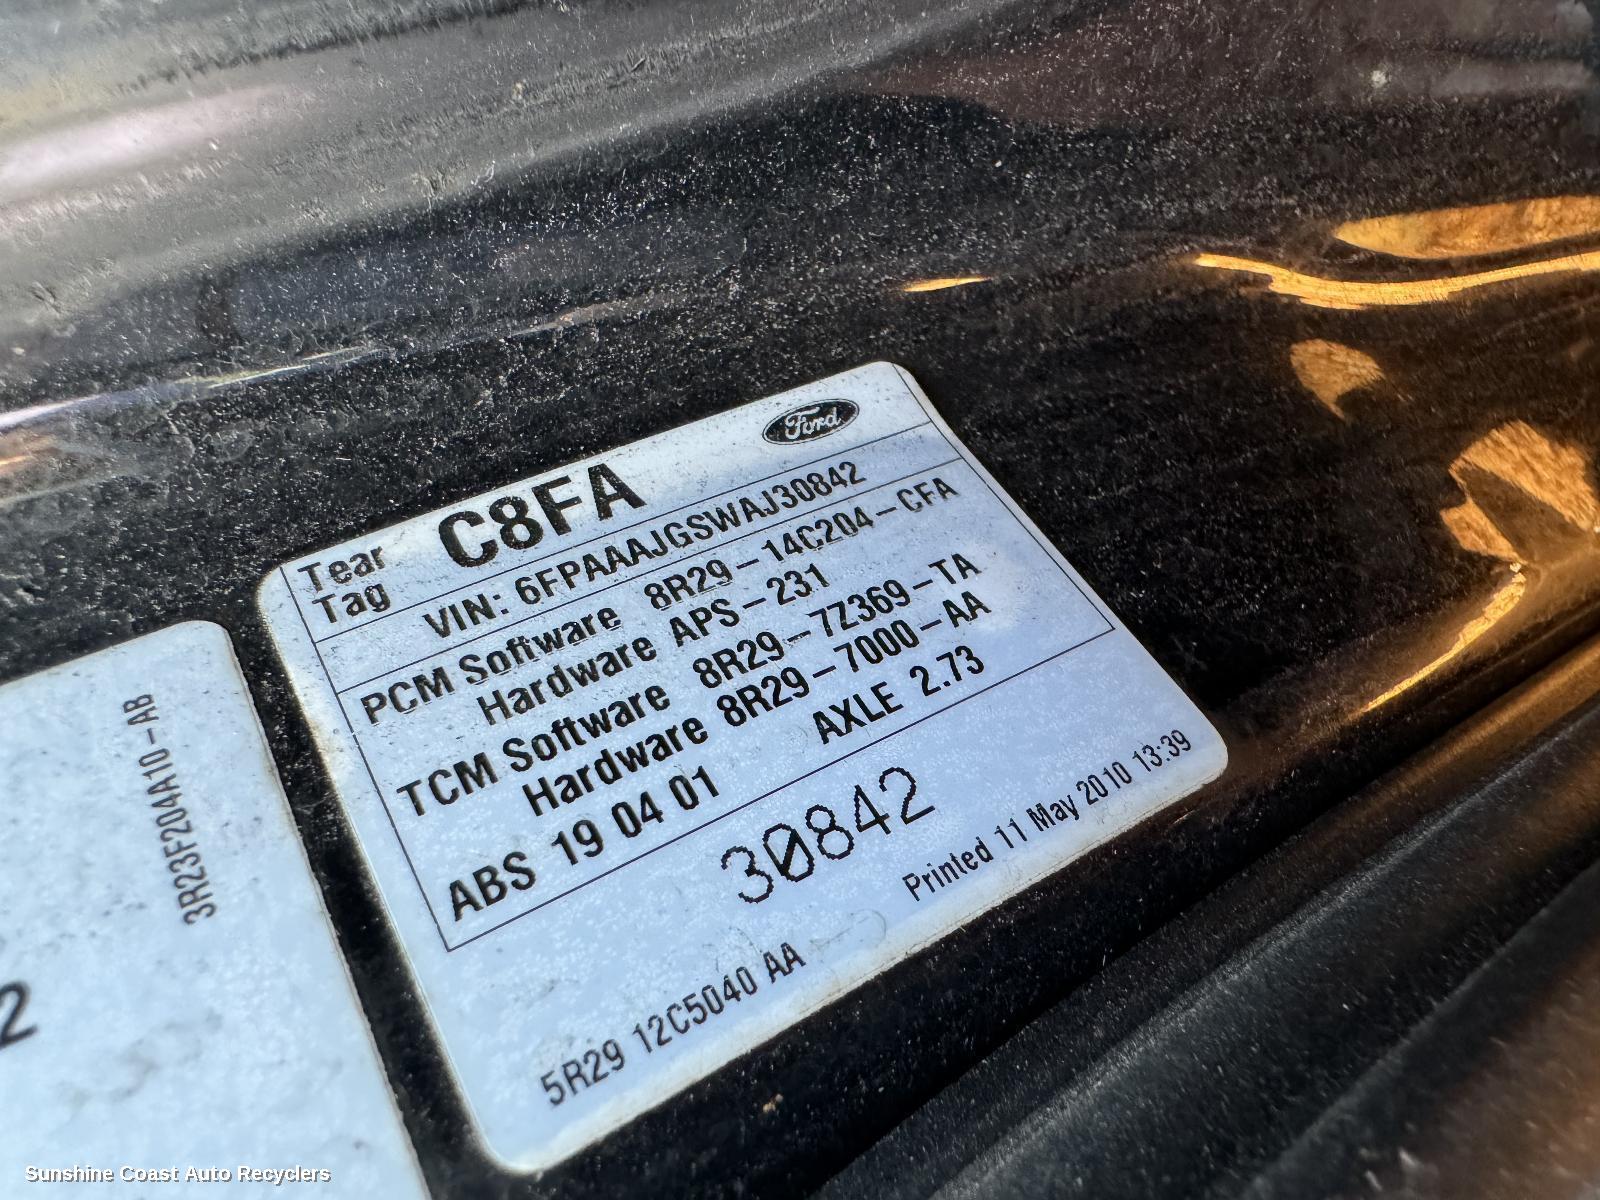 Ford
Tear Tag C8FA
VIN: 6FPAAAJGSWAJ30842
PCM Software 8R29-14C204-CFA
Hardware APS-231
TCM Software 8R29-7Z369-TA
Hardware 8R29-7000-AA
ABS 19 04 01 AXLE 2.73
30842
Printed 11 May 2010 13:39
5R29 12C5040 AA
3R23F204A10-AB
2
Sunshine Coast Auto Recyclers